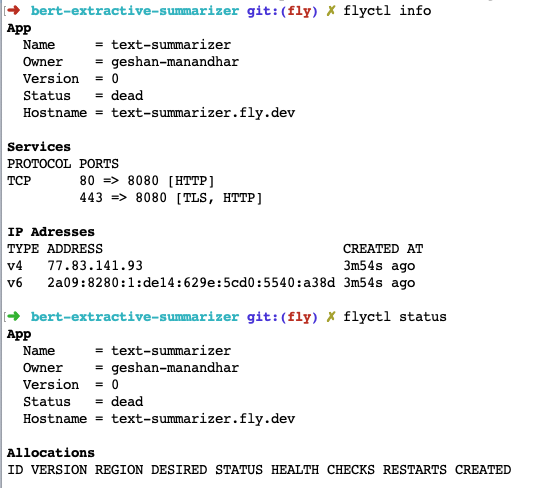 [➜ bert-extractive-summarizer git:(fly) ✗ flyctl info
App
Name = text-summarizer
Owner = geshan-manandhar
Version = 0
Status = dead
Hostname = text-summarizer.fly.dev
Services
PROTOCOL PORTS
TCP 80 => 8080 [HTTP]
443 => 8080 [TLS, HTTP]
IP Adresses
TYPE ADDRESS CREATED AT
v4 77.83.141.93 3m54s ago
v6 2a09:8280:1:de14:629e:5cd0:5540:a38d 3m54s ago
[➜ bert-extractive-summarizer git:(fly) ✗ flyctl status
App
Name = text-summarizer
Owner = geshan-manandhar
Version = 0
Status = dead
Hostname = text-summarizer.fly.dev
Allocations
ID VERSION REGION DESIRED STATUS HEALTH CHECKS RESTARTS CREATED